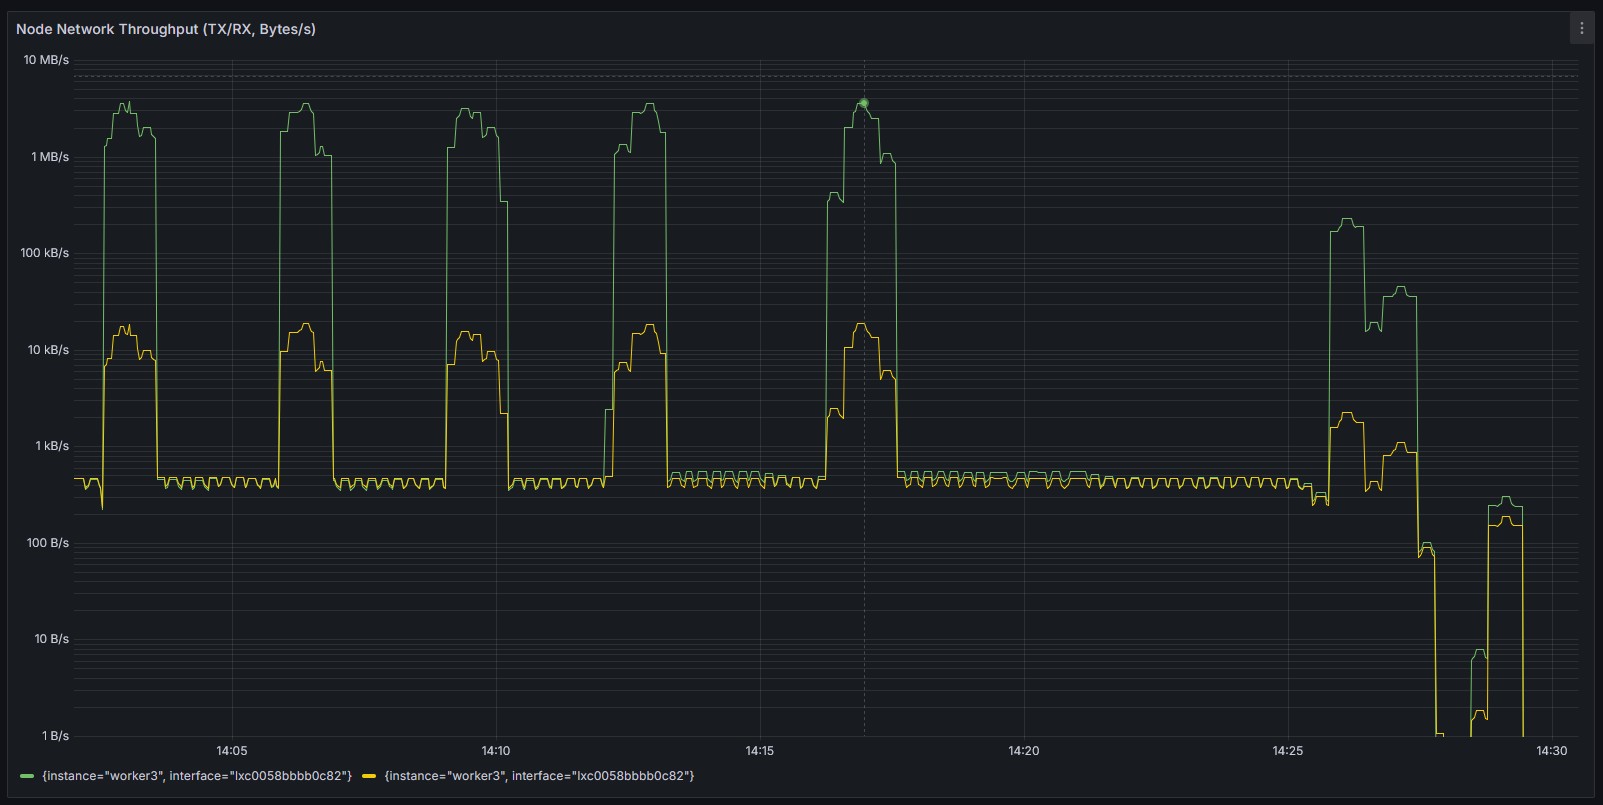 Node Network Throughput (TX/RX, Bytes/s)
10 MB/s
1 MB/s
100 kB/s
10 kB/s
1 kB/s
100 B/s
10 B/s
1 B/s
14:05 14:10 14:15 14:20 14:25 14:30
{instance="worker3", interface="lxc0058bbbb0c82"} {instance="worker3", interface="lxc0058bbbb0c82"}